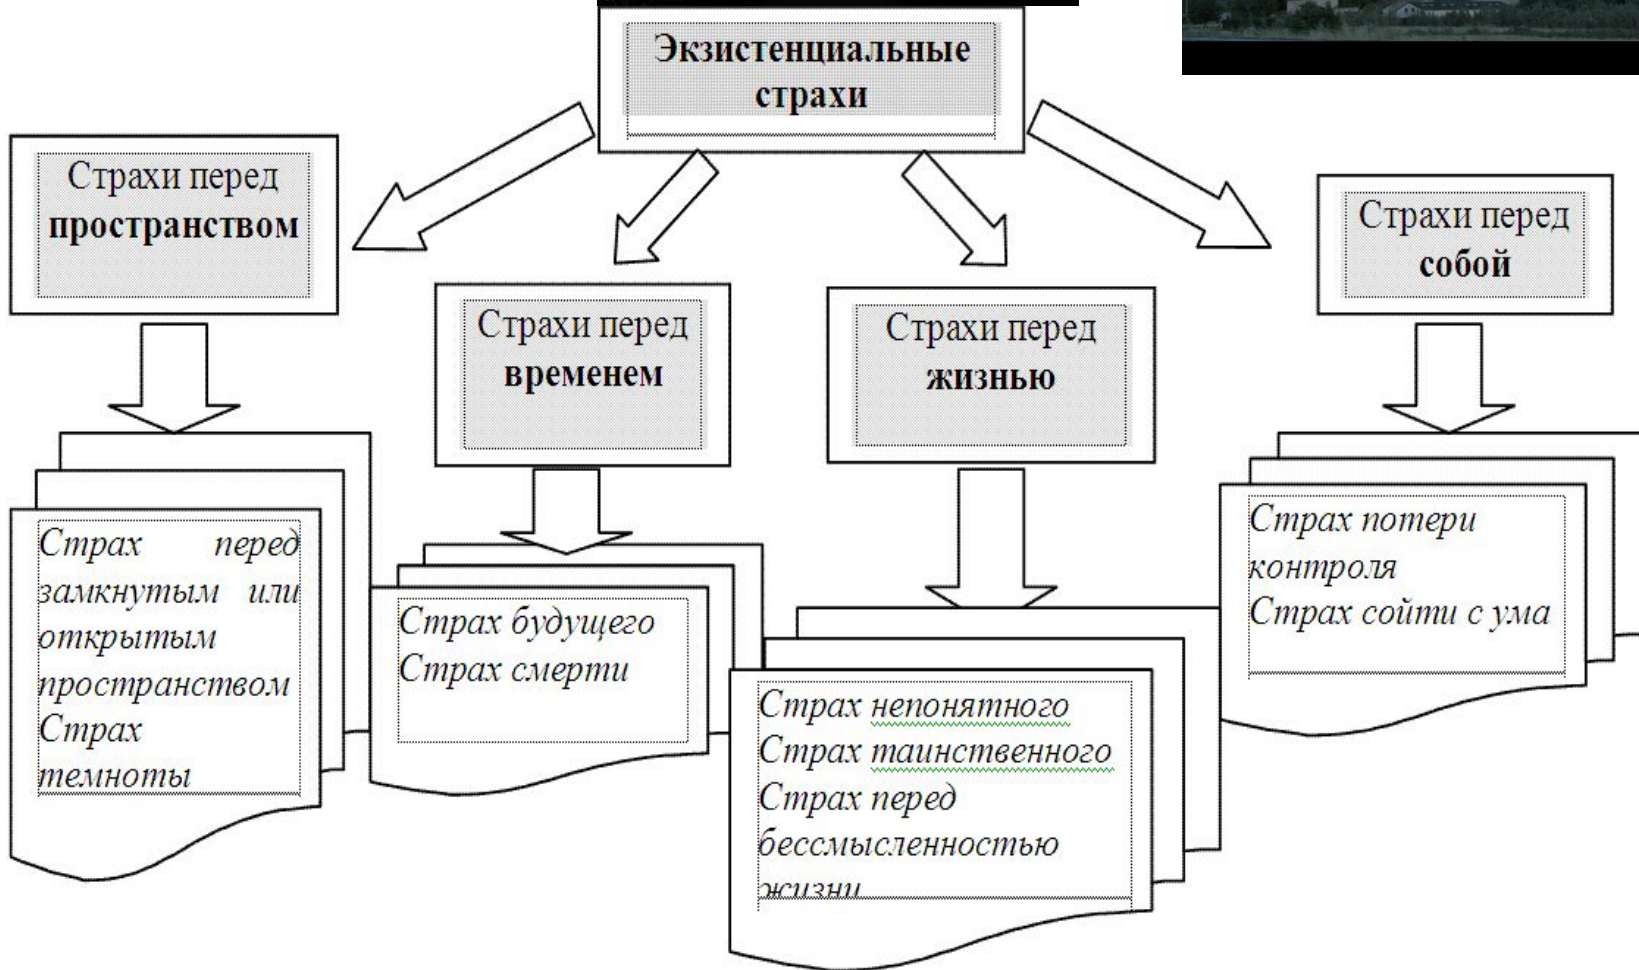 Экзистенциальные
страхи
Страхи перед
пространством
Страхи перед
временем
Страхи перед
жизнью
Страхи перед
собой
Страх перед
замкнутым или
открытым
пространством
Страх
темноты
Страх будущего
Страх смерти
Страх непонятного
Страх таинственного
Страх перед
бессмысленностью
жизни
Страх потери
контроля
Страх сойти с ума